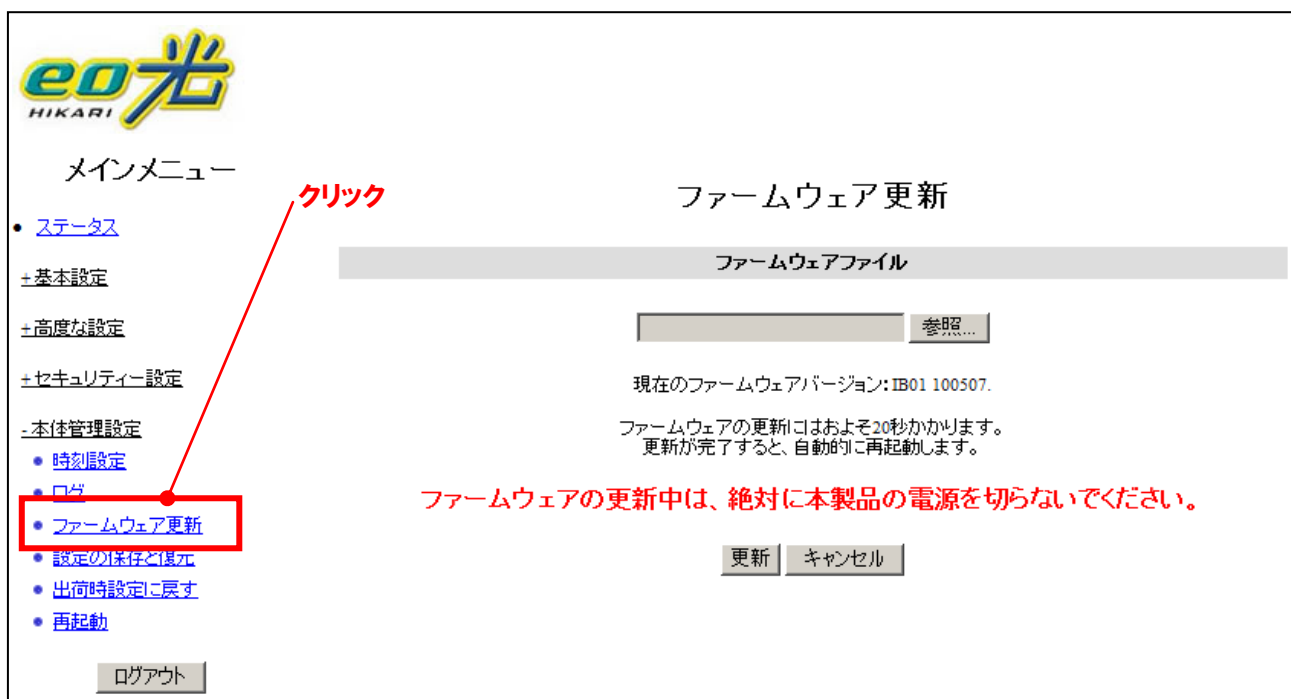 eo光
HIKARI
メインメニュー
クリック
• ステータス
+基本設定
+高度な設定
+セキュリティー設定
-本体管理設定
• 時刻設定
• ログ
• ファームウェア更新
• 設定の保存と復元
• 出荷時設定に戻す
• 再起動
ログアウト
ファームウェア更新
ファームウェアファイル
参照...
現在のファームウェアバージョン: IB01 100507.
ファームウェアの更新にはおよそ20秒かかります。
更新が完了すると、自動的に再起動します。
ファームウェアの更新中は、絶対に本製品の電源を切らないでください。
更新 キャンセル